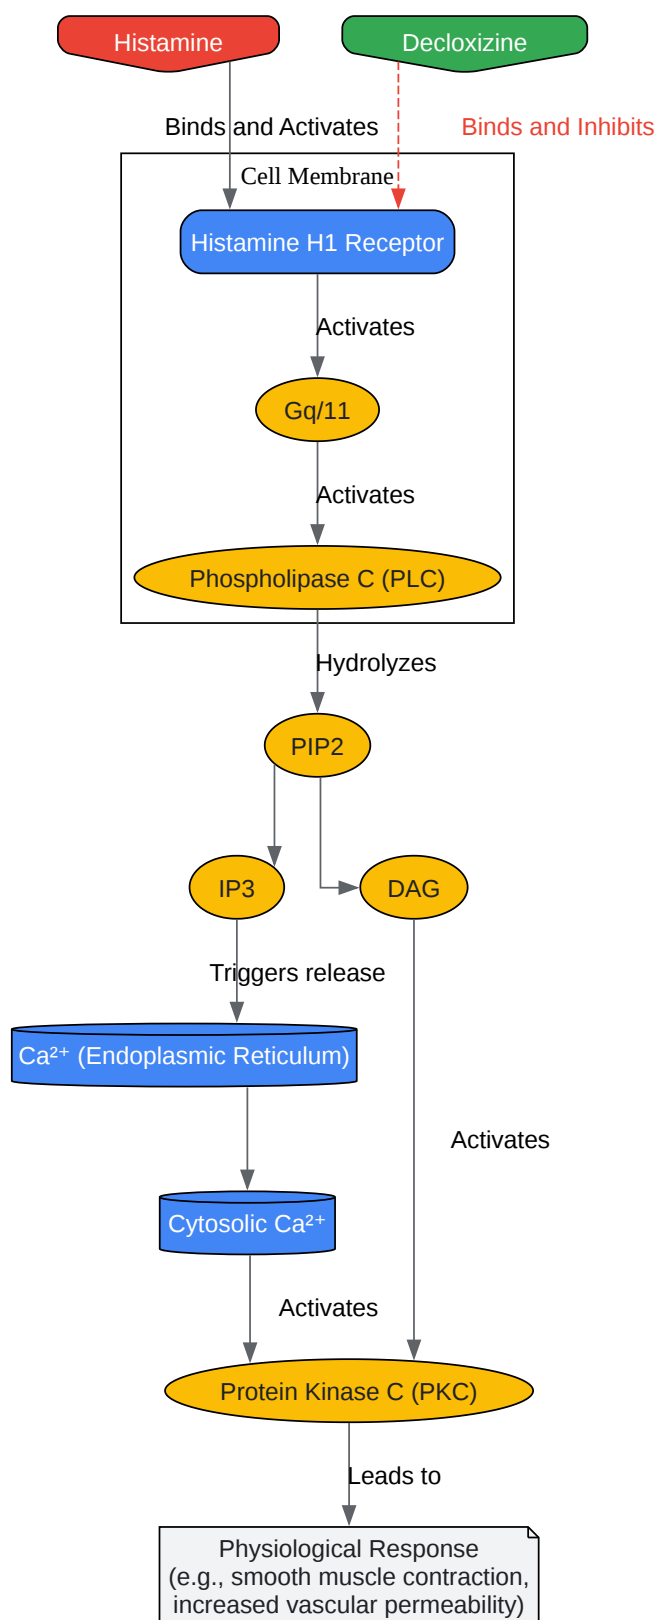 Histamine
Decloxizine
Binds and Activates
Binds and Inhibits
Cell Membrane
Histamine H1 Receptor
Activates
Gq/11
Activates
Phospholipase C (PLC)
Hydrolyzes
PIP2
IP3
DAG
Triggers release
Ca²⁺ (Endoplasmic Reticulum)
Activates
Cytosolic Ca²⁺
Activates
Protein Kinase C (PKC)
Leads to
Physiological Response
(e.g., smooth muscle contraction,
increased vascular permeability)